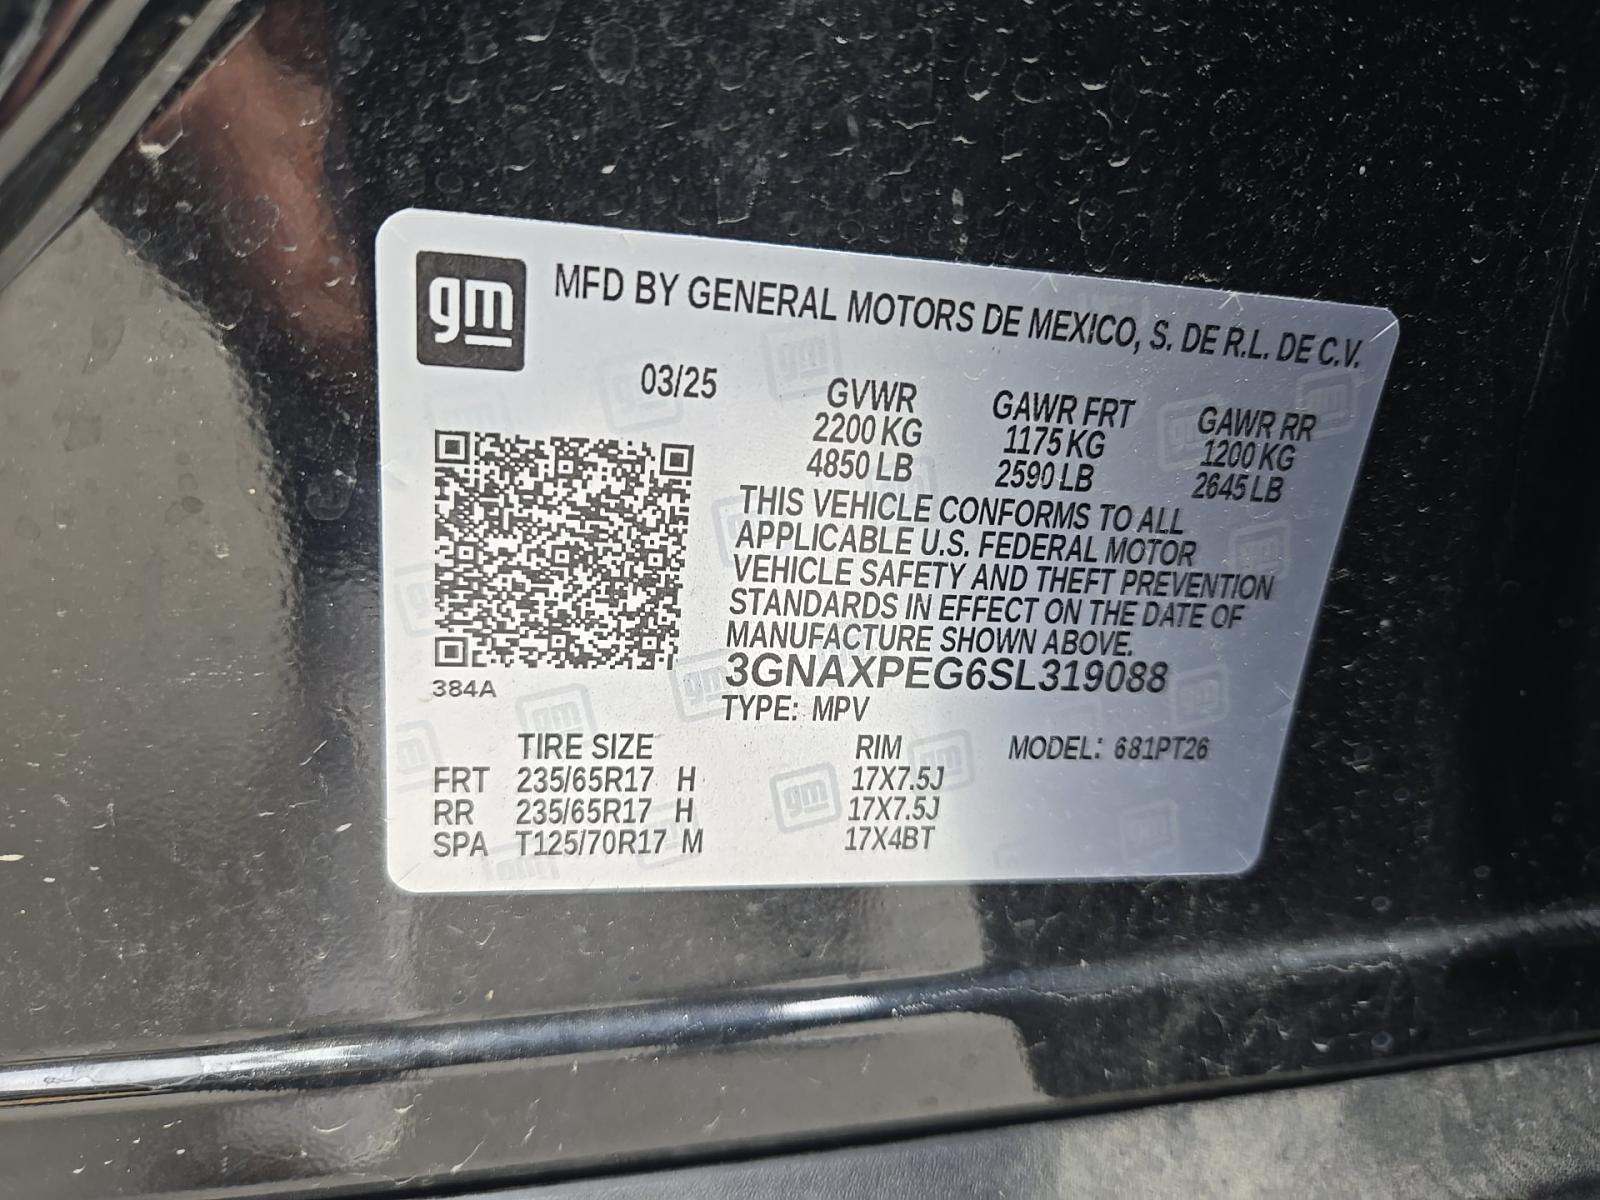 gm
MFD BY GENERAL MOTORS DE MEXICO, S. DE R.L. DE C.V.
03/25
GVWR GAWR FRT GAWR RR
2200 KG 1175 KG 1200 KG
4850 LB 2590 LB 2645 LB
THIS VEHICLE CONFORMS TO ALL
APPLICABLE U.S. FEDERAL MOTOR
VEHICLE SAFETY AND THEFT PREVENTION
STANDARDS IN EFFECT ON THE DATE OF
MANUFACTURE SHOWN ABOVE.
3GNAXPEG6SL319088
384A
TYPE: MPV
TIRE SIZE RIM MODEL: 681PT26
FRT 235/65R17 H 17X7.5J
RR 235/65R17 H 17X7.5J
SPA T125/70R17 M 17X4BT